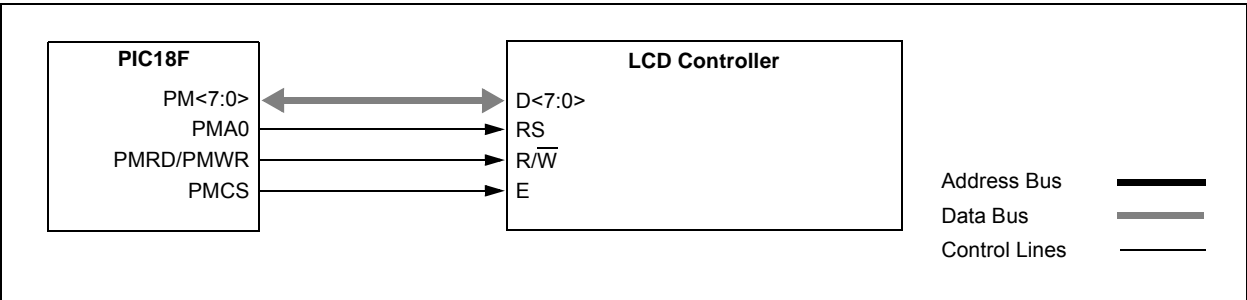 PIC18F
PM<7:0>
PMA0
PMRD/PMWR
PMCS
LCD Controller
D<7:0>
RS
R/W̅
E
Address Bus
Data Bus
Control Lines